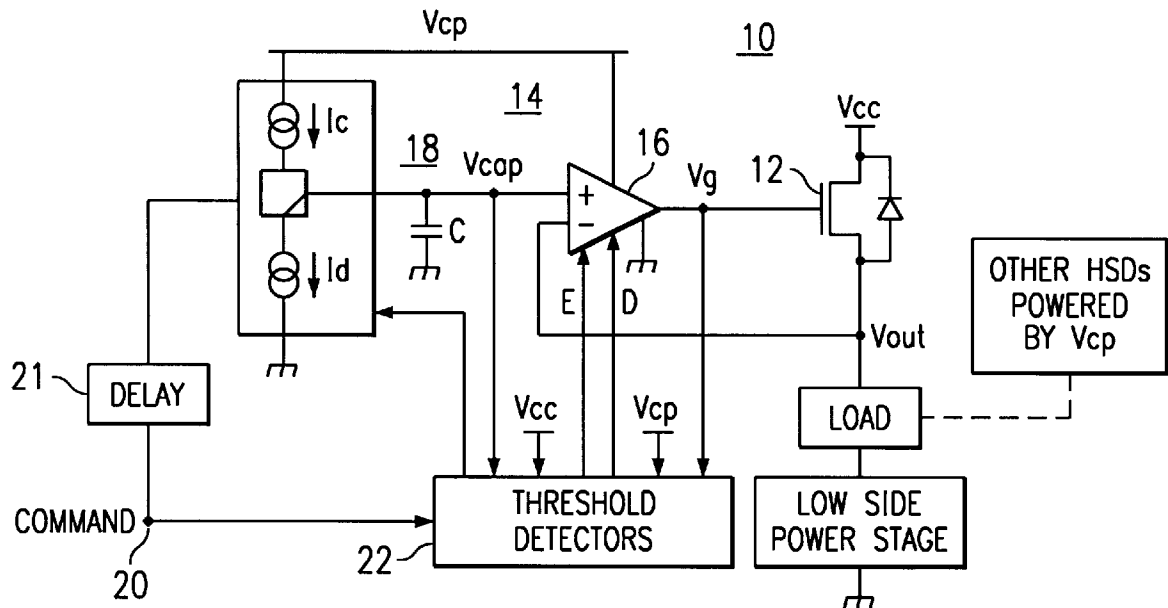 Vcp
10
14
Ic
18
Vcap
16
Vg
Vcc
12
+
-
C
Id
E
D
OTHER HSDs
POWERED
BY Vcp
Vout
21
DELAY
Vcc
Vcp
LOAD
COMMAND
20
THRESHOLD
DETECTORS
22
LOW SIDE
POWER STAGE